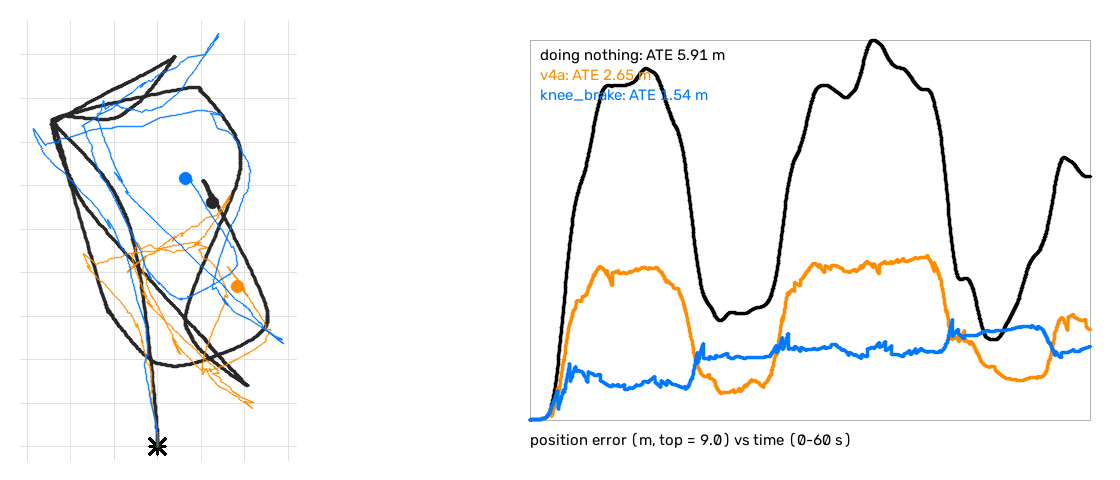 doing nothing: ATE 5.91 m
v4a: ATE 2.65 m
knee_brake: ATE 1.54 m
position error (m, top = 9.0) vs time (0-60 s)